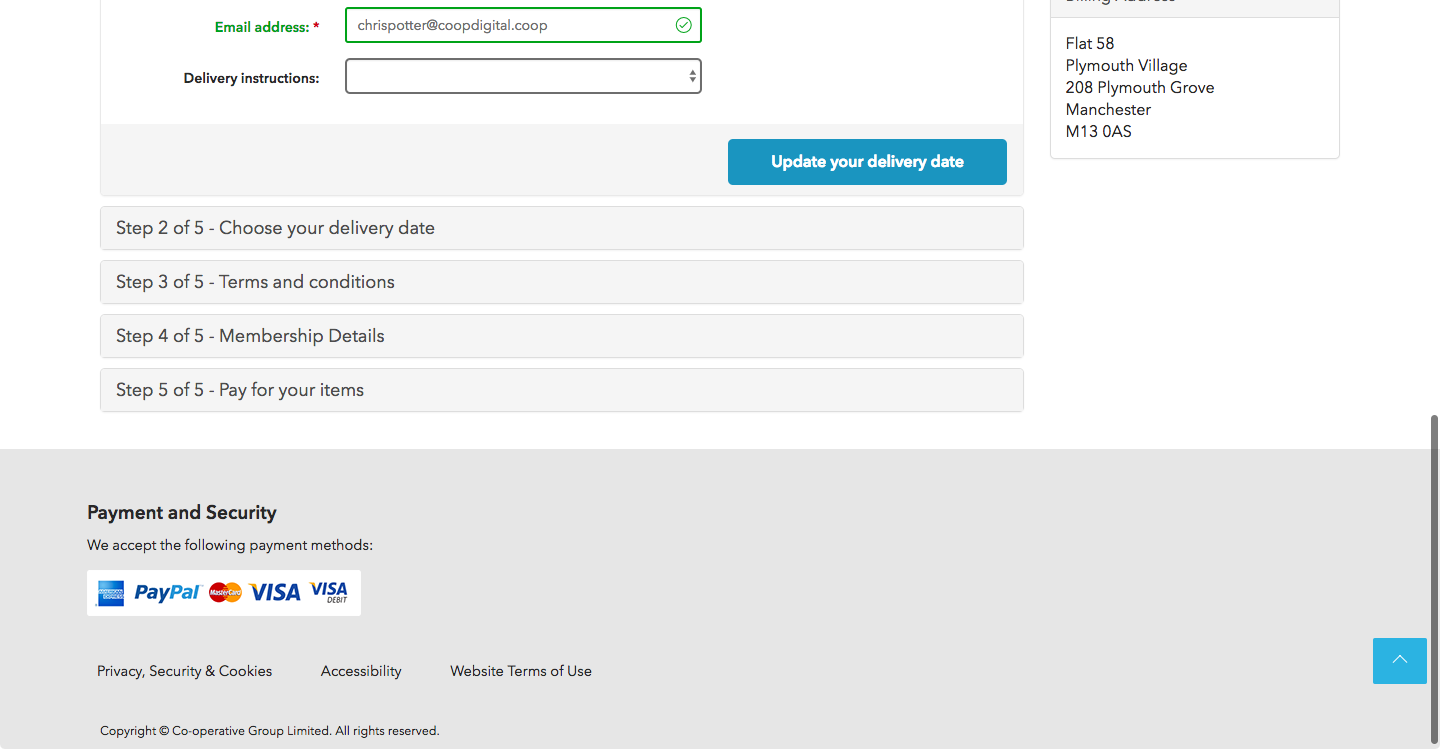 Email address: *
chrispotter@coopdigital.coop
Delivery instructions:
Update your delivery date
Step 2 of 5 - Choose your delivery date
Step 3 of 5 - Terms and conditions
Step 4 of 5 - Membership Details
Step 5 of 5 - Pay for your items
Billing Address
Flat 58
Plymouth Village
208 Plymouth Grove
Manchester
M13 0AS
Payment and Security
We accept the following payment methods:
AMERICAN EXPRESS PayPal MasterCard VISA VISA DEBIT
Privacy, Security & Cookies Accessibility Website Terms of Use
Copyright © Co-operative Group Limited. All rights reserved.